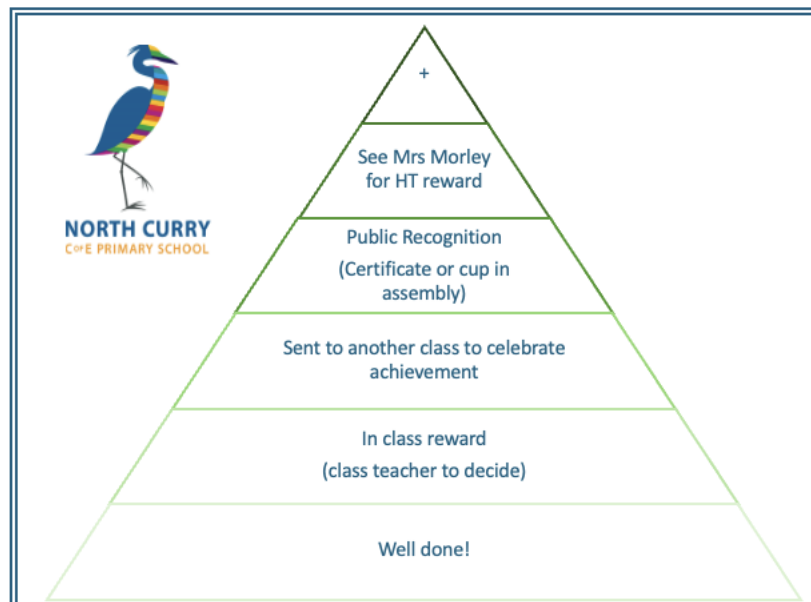 +
See Mrs Morley
for HT reward
NORTH CURRY
CofE PRIMARY SCHOOL
Public Recognition
(Certificate or cup in
assembly)
Sent to another class to celebrate
achievement
In class reward
(class teacher to decide)
Well done!